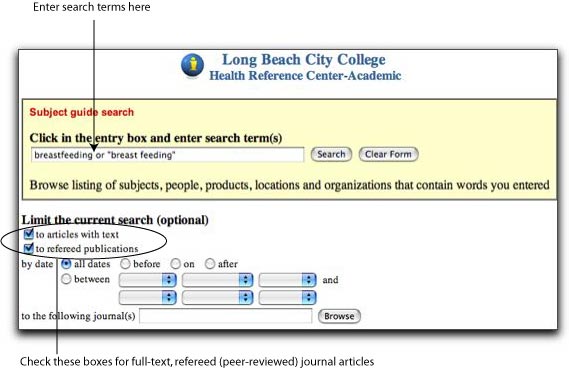 Enter search terms here
Long Beach City College
Health Reference Center-Academic
Subject guide search
Click in the entry box and enter search term(s)
breastfeeding or "breast feeding"
Search
Clear Form
Browse listing of subjects, people, products, locations and organizations that contain words you entered
Limit the current search (optional)
to articles with text
to refereed publications
by date all dates before on after
between and
to the following journal(s) Browse
Check these boxes for full-text, refereed (peer-reviewed) journal articles